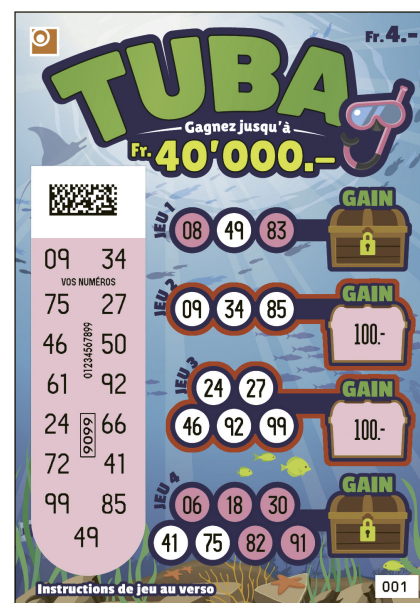 Fr. 4.-
TUBA
Gagnez jusqu'à
Fr. 40'000.–
09 34
VOS NUMÉROS
75 27
46 50
61 92
24 66
72 41
99 85
49
01234567899
9099
JEU 1
08 49 83
GAIN
JEU 2
09 34 85
GAIN
100.-
JEU 3
24 27
46 92 99
GAIN
100.-
JEU 4
06 18 30
41 75 82 91
GAIN
Instructions de jeu au verso
001